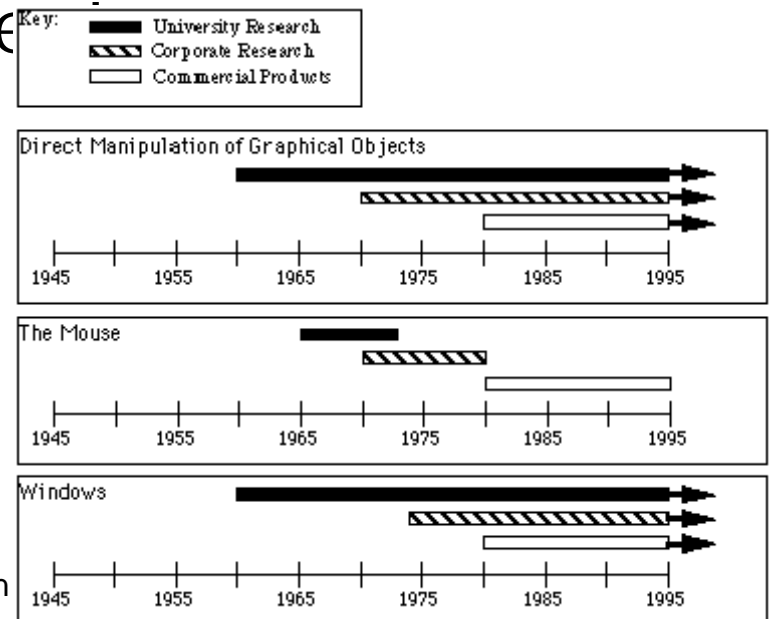 Key:
University Research
Corporate Research
Commercial Products
Direct Manipulation of Graphical Objects
1945 1955 1965 1975 1985 1995
The Mouse
1945 1955 1965 1975 1985 1995
Windows
1945 1955 1965 1975 1985 1995
n